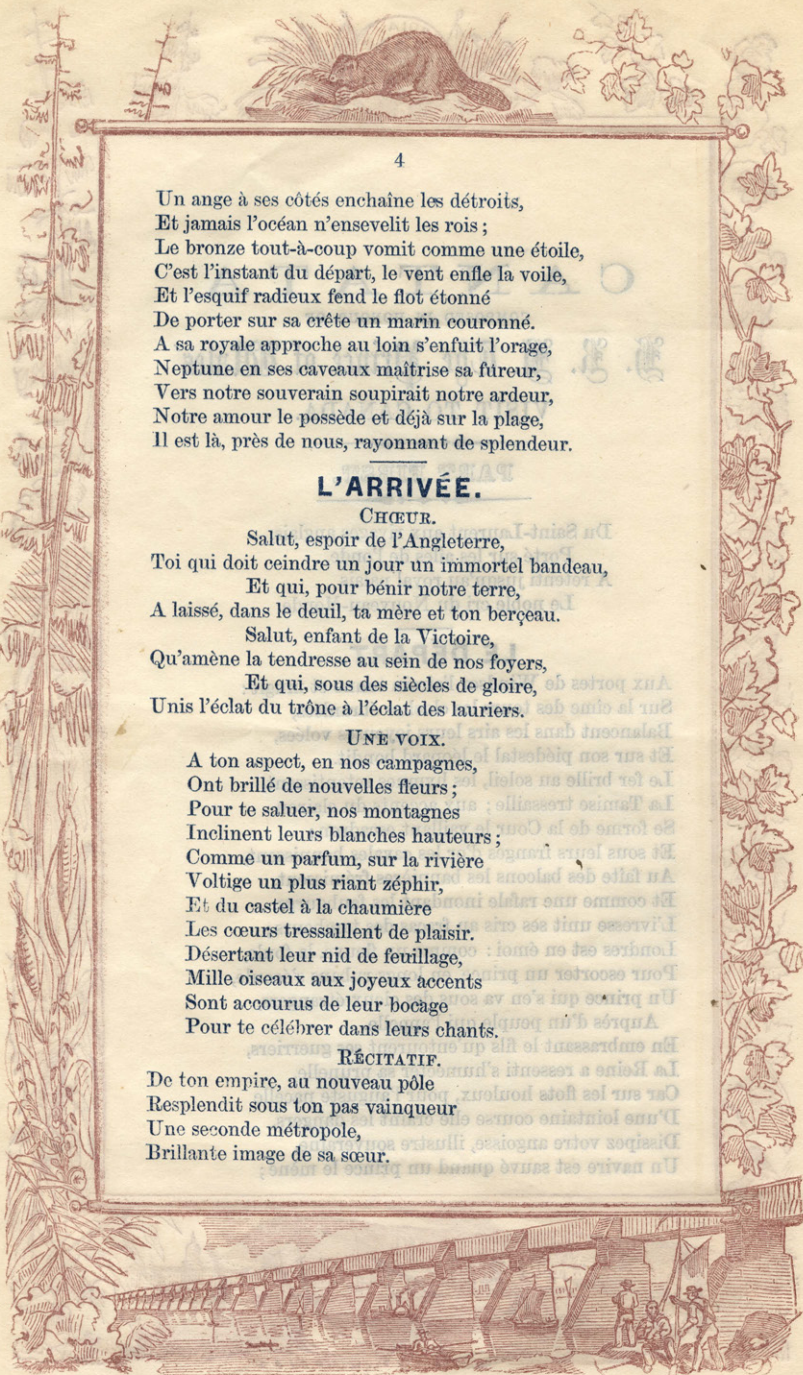 4
Un ange à ses côtés enchaîne les détroits,
Et jamais l'océan n'ensevelit les rois ;
Le bronze tout-à-coup vomit comme une étoile,
C'est l'instant du départ, le vent enfle la voile,
Et l'esquif radieux fend le flot étonné
De porter sur sa crête un marin couronné.
A sa royale approche au loin s'enfuit l'orage,
Neptune en ses caveaux maîtrise sa fureur,
Vers notre souverain soupirait notre ardeur,
Notre amour le possède et déjà sur la plage,
Il est là, près de nous, rayonnant de splendeur.
L'ARRIVÉE.
CHŒUR.
Salut, espoir de l'Angleterre,
Toi qui doit ceindre un jour un immortel bandeau,
Et qui, pour bénir notre terre,
A laissé, dans le deuil, ta mère et ton berçeau.
Salut, enfant de la Victoire,
Qu'amène la tendresse au sein de nos foyers,
Et qui, sous des siècles de gloire,
Unis l'éclat du trône à l'éclat des lauriers.
UNE VOIX.
A ton aspect, en nos campagnes,
Ont brillé de nouvelles fleurs ;
Pour te saluer, nos montagnes
Inclinent leurs blanches hauteurs ;
Comme un parfum, sur la rivière
Voltige un plus riant zéphir,
Et du castel à la chaumière
Les cœurs tressaillent de plaisir.
Désertant leur nid de feuillage,
Mille oiseaux aux joyeux accents
Sont accourus de leur bocage
Pour te célébrer dans leurs chants.
RÉCITATIF.
De ton empire, au nouveau pôle
Resplendit sous ton pas vainqueur
Une seconde métropole,
Brillante image de sa sœur.